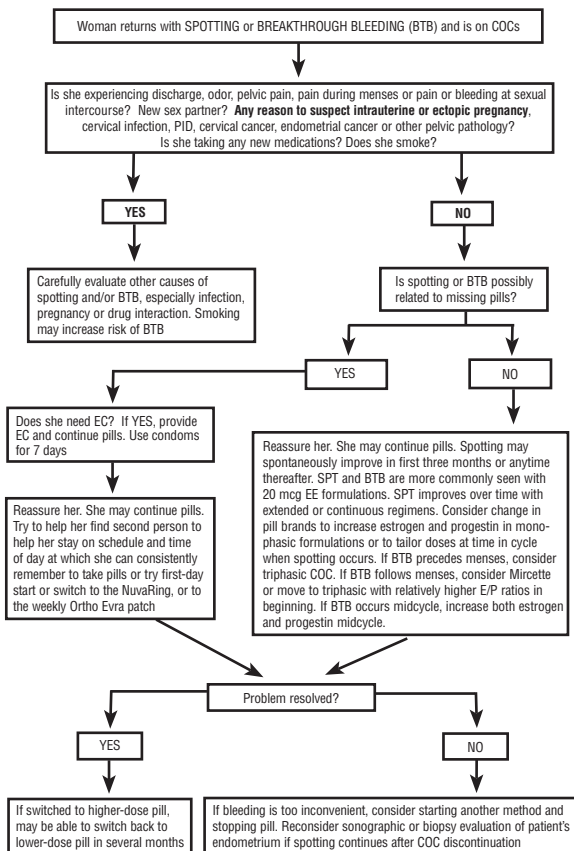 Woman returns with SPOTTING or BREAKTHROUGH BLEEDING (BTB) and is on COCs
Is she experiencing discharge, odor, pelvic pain, pain during menses or pain or bleeding at sexual
intercourse? New sex partner? Any reason to suspect intrauterine or ectopic pregnancy,
cervical infection, PID, cervical cancer, endometrial cancer or other pelvic pathology?
Is she taking any new medications? Does she smoke?
YES
NO
Carefully evaluate other causes of
spotting and/or BTB, especially infection,
pregnancy or drug interaction. Smoking
may increase risk of BTB
Is spotting or BTB possibly
related to missing pills?
YES
NO
Does she need EC? If YES, provide
EC and continue pills. Use condoms
for 7 days
Reassure her. She may continue pills.
Try to help her find second person to
help her stay on schedule and time
of day at which she can consistently
remember to take pills or try first-day
start or switch to the NuvaRing, or to
the weekly Ortho Evra patch
Reassure her. She may continue pills. Spotting may
spontaneously improve in first three months or anytime
thereafter. SPT and BTB are more commonly seen with
20 mcg EE formulations. SPT improves over time with
extended or continuous regimens. Consider change in
pill brands to increase estrogen and progestin in mono-
phasic formulations or to tailor doses at time in cycle
when spotting occurs. If BTB precedes menses, consider
triphasic COC. If BTB follows menses, consider Mircette
or move to triphasic with relatively higher E/P ratios in
beginning. If BTB occurs midcycle, increase both estrogen
and progestin midcycle.
Problem resolved?
YES
NO
If switched to higher-dose pill,
may be able to switch back to
lower-dose pill in several months
If bleeding is too inconvenient, consider starting another method and
stopping pill. Reconsider sonographic or biopsy evaluation of patient's
endometrium if spotting continues after COC discontinuation